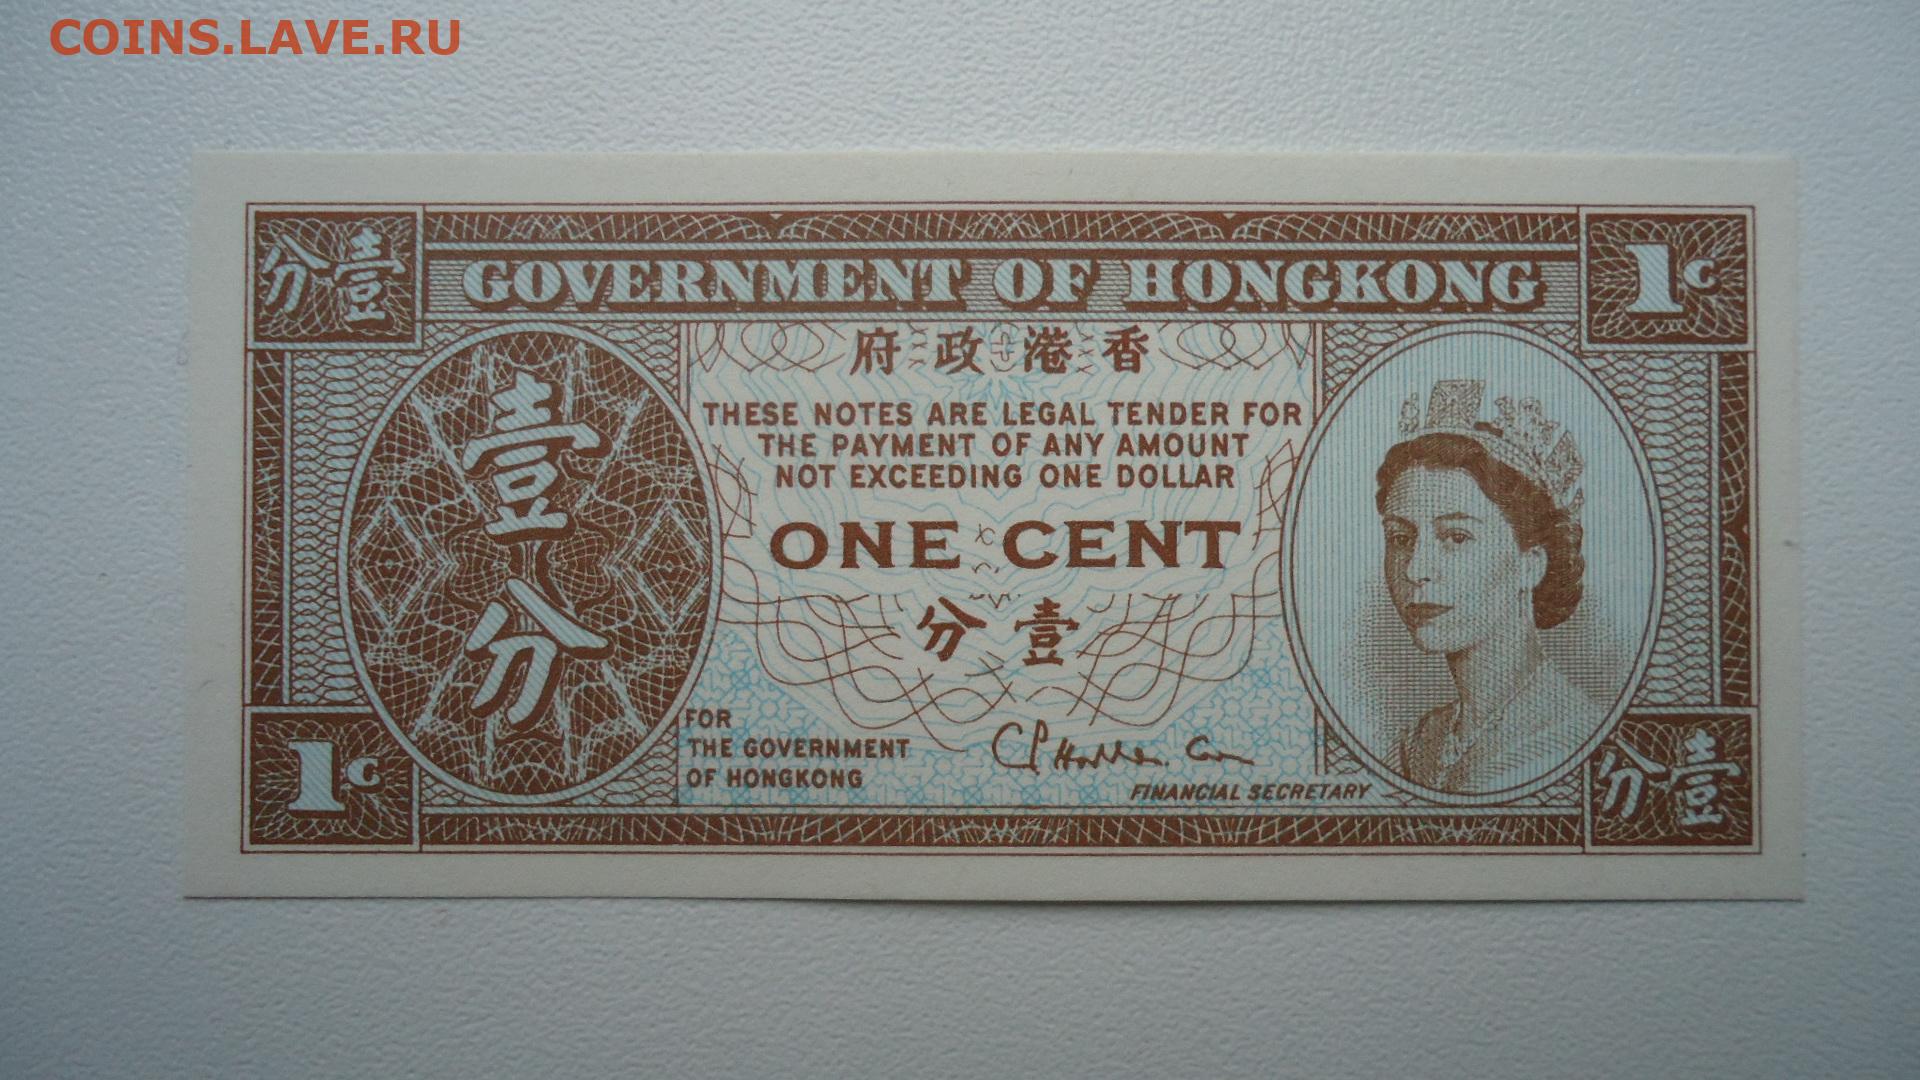 COINS.LAVE.RU
分壹
GOVERNMENT OF HONGKONG
1C
府政港香
壹分
THESE NOTES ARE LEGAL TENDER FOR
THE PAYMENT OF ANY AMOUNT
NOT EXCEEDING ONE DOLLAR
ONE CENT
分壹
FOR
THE GOVERNMENT
OF HONGKONG
FINANCIAL SECRETARY
1C
分壹